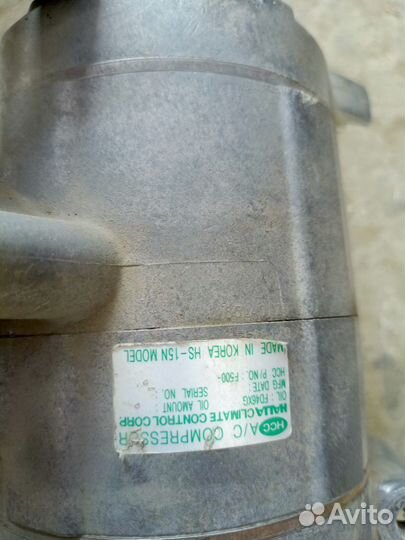 HCC A/C COMPRESSOR
HALLA CLIMATE CONTROL CORP
OIL : FD46XG OIL AMOUNT :
MFG DATE: SERIAL NO. :
HCC P/NO. : F500-
MADE IN KOREA HS-15N MODEL
Avito